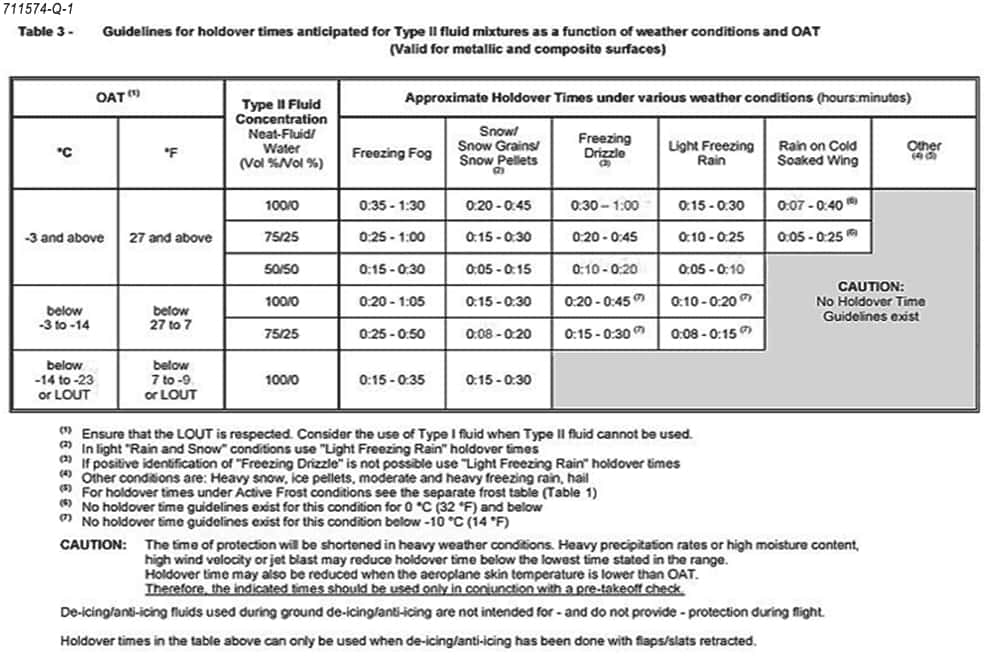 711574-Q-1
Table 3 - Guidelines for holdover times anticipated for Type II fluid mixtures as a function of weather conditions and OAT
(Valid for metallic and composite surfaces)
OAT (1) Type II Fluid Concentration Neat-Fluid/ Water (Vol %/Vol %) Approximate Holdover Times under various weather conditions (hours:minutes)
°C °F Freezing Fog Snow/ Snow Grains/ Snow Pellets (2) Freezing Drizzle (3) Light Freezing Rain Rain on Cold Soaked Wing Other (4) (5)
-3 and above 27 and above 100/0 0:35 - 1:30 0:20 - 0:45 0:30 – 1:00 0:15 - 0:30 0:07 - 0:40 (6)
75/25 0:25 - 1:00 0:15 - 0:30 0:20 - 0:45 0:10 - 0:25 0:05 - 0:25 (6)
50/50 0:15 - 0:30 0:05 - 0:15 0:10 - 0:20 0:05 - 0:10
CAUTION:
No Holdover Time
Guidelines exist
below -3 to -14 below 27 to 7 100/0 0:20 - 1:05 0:15 - 0:30 0:20 - 0:45 (7) 0:10 - 0:20 (7)
75/25 0:25 - 0:50 0:08 - 0:20 0:15 - 0:30 (7) 0:08 - 0:15 (7)
below -14 to -23 or LOUT below 7 to -9 or LOUT 100/0 0:15 - 0:35 0:15 - 0:30
(1) Ensure that the LOUT is respected. Consider the use of Type I fluid when Type II fluid cannot be used.
(2) In light "Rain and Snow" conditions use "Light Freezing Rain" holdover times
(3) If positive identification of "Freezing Drizzle" is not possible use "Light Freezing Rain" holdover times
(4) Other conditions are: Heavy snow, ice pellets, moderate and heavy freezing rain, hail
(5) For holdover times under Active Frost conditions see the separate frost table (Table 1)
(6) No holdover time guidelines exist for this condition for 0 °C (32 °F) and below
(7) No holdover time guidelines exist for this condition below -10 °C (14 °F)
CAUTION: The time of protection will be shortened in heavy weather conditions. Heavy precipitation rates or high moisture content,
high wind velocity or jet blast may reduce holdover time below the lowest time stated in the range.
Holdover time may also be reduced when the aeroplane skin temperature is lower than OAT.
Therefore, the indicated times should be used only in conjunction with a pre-takeoff check.
De-icing/anti-icing fluids used during ground de-icing/anti-icing are not intended for - and do not provide - protection during flight.
Holdover times in the table above can only be used when de-icing/anti-icing has been done with flaps/slats retracted.